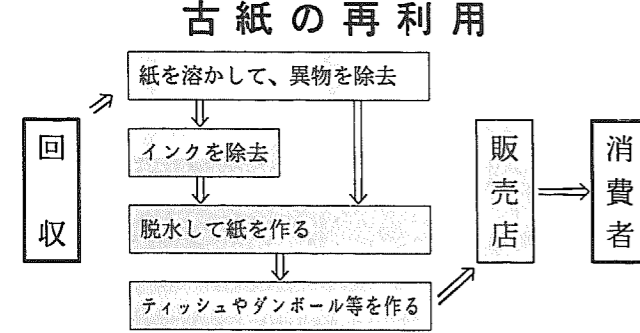 古紙の再利用
回収
紙を溶かして、異物を除去
インクを除去
脱水して紙を作る
ティッシュやダンボール等を作る
販売店
消費者